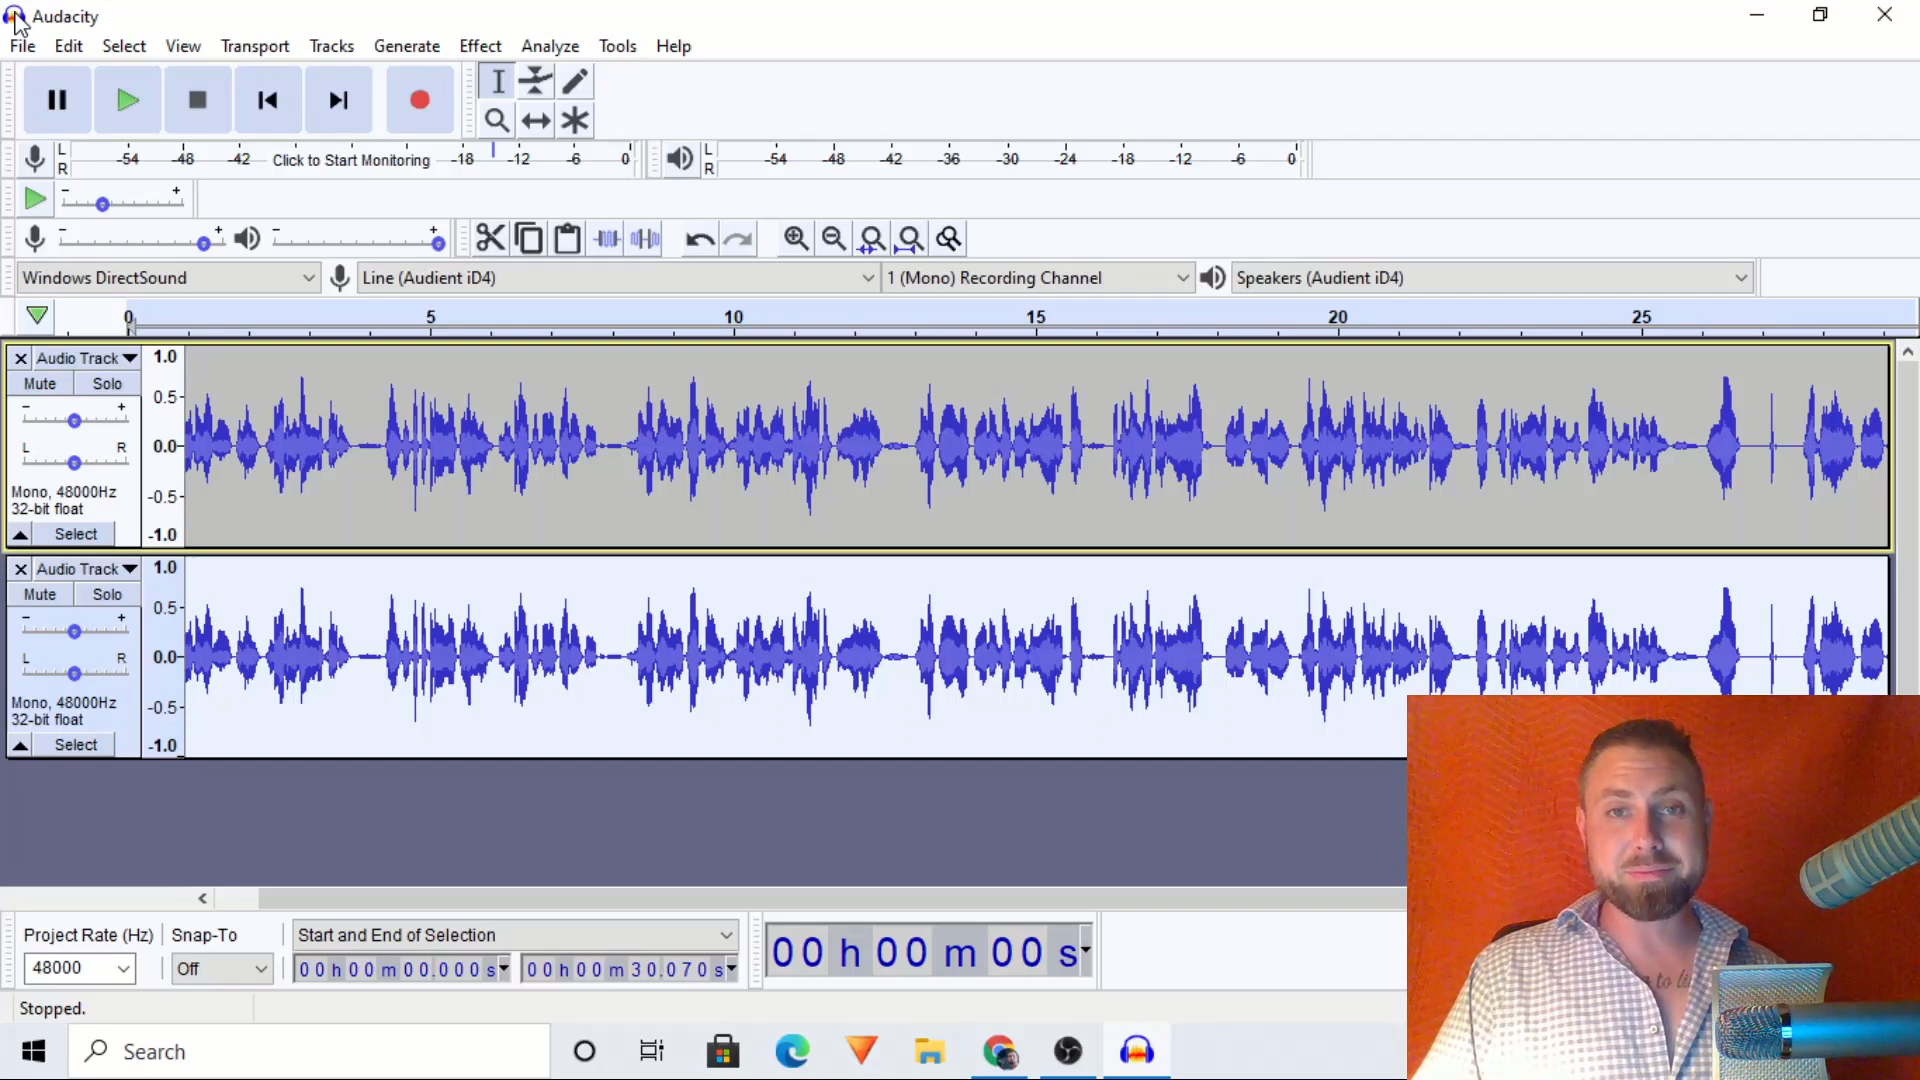 Audacity
File Edit Select View Transport Tracks Generate Effect Analyze Tools Help
L
R
-54 -48 -42 Click to Start Monitoring -18 -12 -6 0
L
R
-54 -48 -42 -36 -30 -24 -18 -12 -6 0
- +
- + - +
Windows DirectSound Line (Audient iD4) 1 (Mono) Recording Channel Speakers (Audient iD4)
0 5 10 15 20 25
Audio Track 1.0
Mute Solo
0.5-
- +
L R 0.0-
Mono, 48000Hz -0.5-
32-bit float
Select -1.0
Audio Track 1.0
Mute Solo
0.5-
- +
L R 0.0-
Mono, 48000Hz -0.5-
32-bit float
Select -1.0
Project Rate (Hz) Snap-To Start and End of Selection
48000 Off 00 h 00 m 00.000 s 00 h 00 m 30.070 s
00 h 00 m 00 s
Stopped.
Search